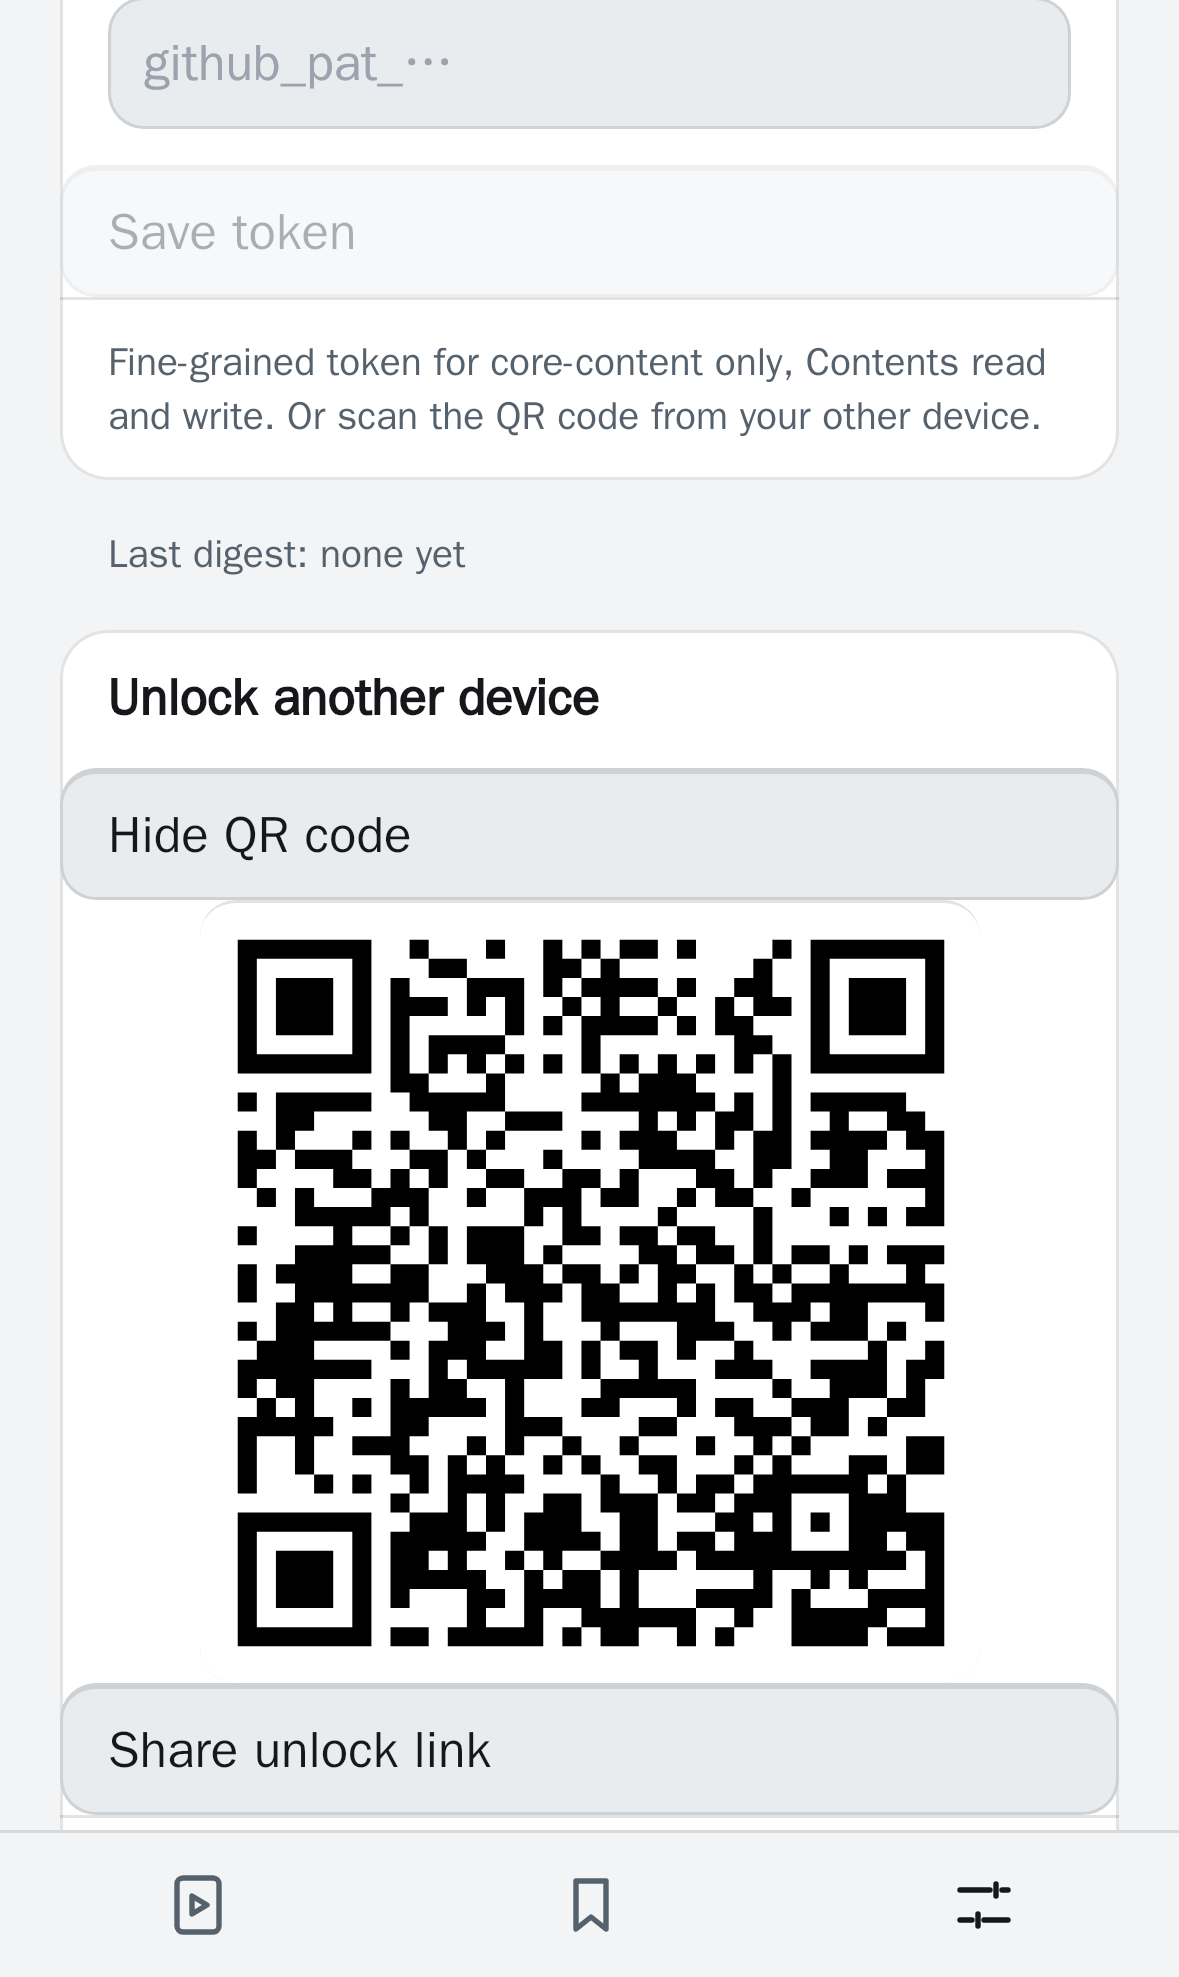 github_pat_···
Save token
Fine-grained token for core-content only, Contents read
and write. Or scan the QR code from your other device.
Last digest: none yet
Unlock another device
Hide QR code
Share unlock link